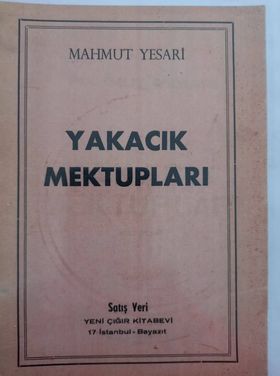 MAHMUT YESARİ
YAKACIK
MEKTUPLARI
Satış Yeri
YENİ ÇIĞIR KİTABEVİ
17 İstanbul - Bayazıt